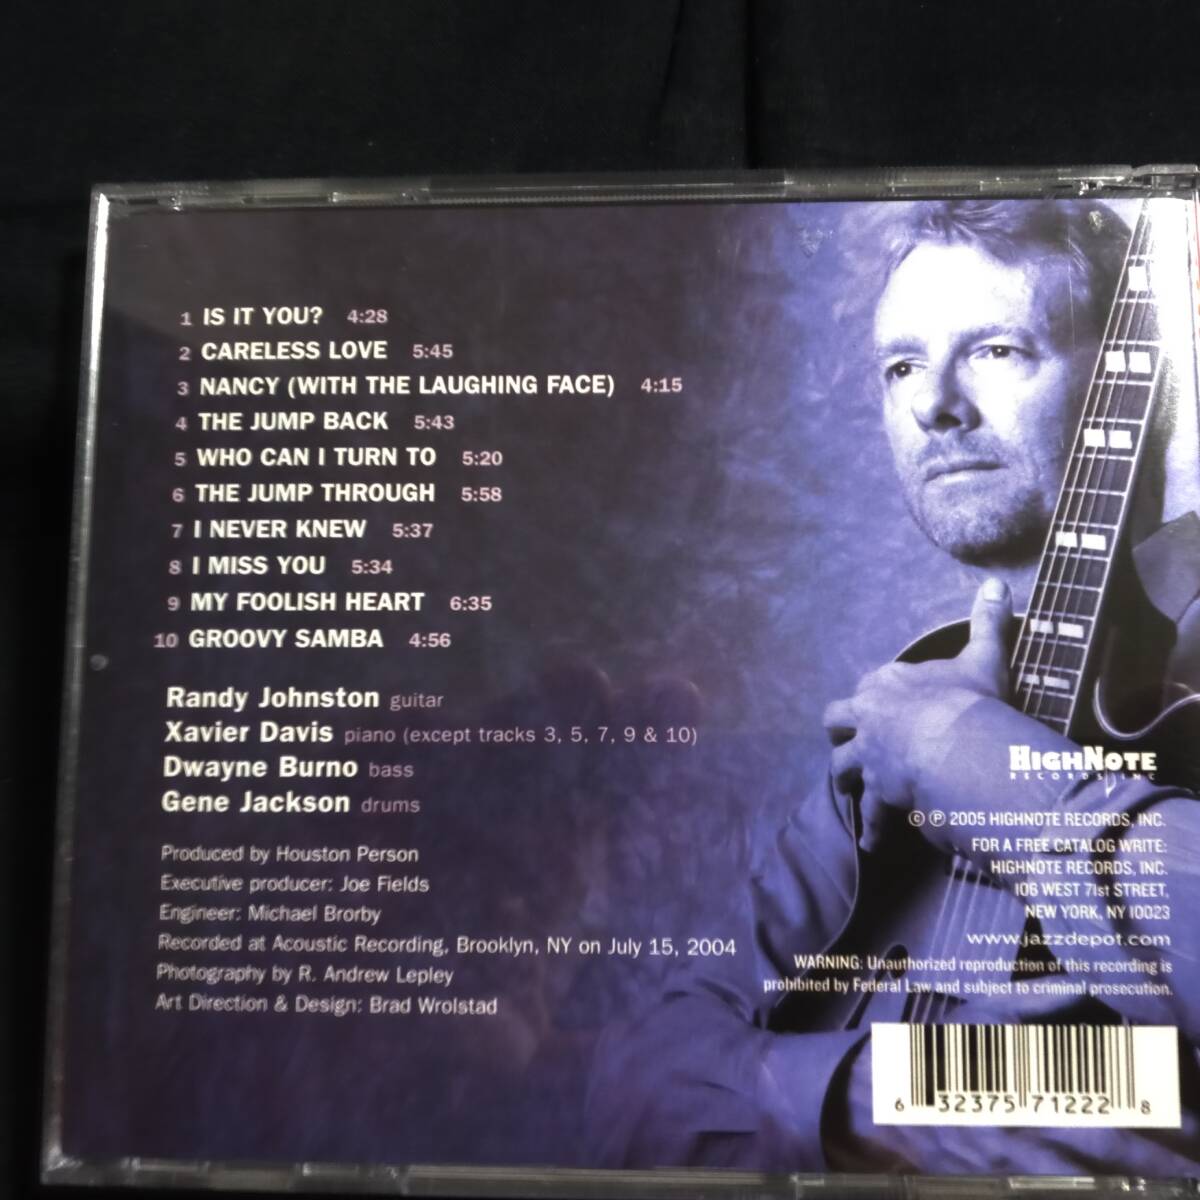 1 IS IT YOU? 4:28
2 CARELESS LOVE 5:45
3 NANCY (WITH THE LAUGHING FACE) 4:15
4 THE JUMP BACK 5:43
5 WHO CAN I TURN TO 5:20
6 THE JUMP THROUGH 5:58
7 I NEVER KNEW 5:37
8 I MISS YOU 5:34
9 MY FOOLISH HEART 6:35
10 GROOVY SAMBA 4:56
Randy Johnston guitar
Xavier Davis piano (except tracks 3, 5, 7, 9 & 10)
Dwayne Burno bass
Gene Jackson drums
Produced by Houston Person
Executive producer: Joe Fields
Engineer: Michael Brorby
Recorded at Acoustic Recording, Brooklyn, NY on July 15, 2004
Photography by R. Andrew Lepley
Art Direction & Design: Brad Wrolstad
HIGHNOTE
RECORDS, INC
© ℗ 2005 HIGHNOTE RECORDS, INC.
FOR A FREE CATALOG WRITE:
HIGHNOTE RECORDS, INC.
106 WEST 71st STREET,
NEW YORK, NY 10023
www.jazzdepot.com
WARNING: Unauthorized reproduction of this recording is
prohibited by Federal Law and subject to criminal prosecution.
6 32375 71222 8